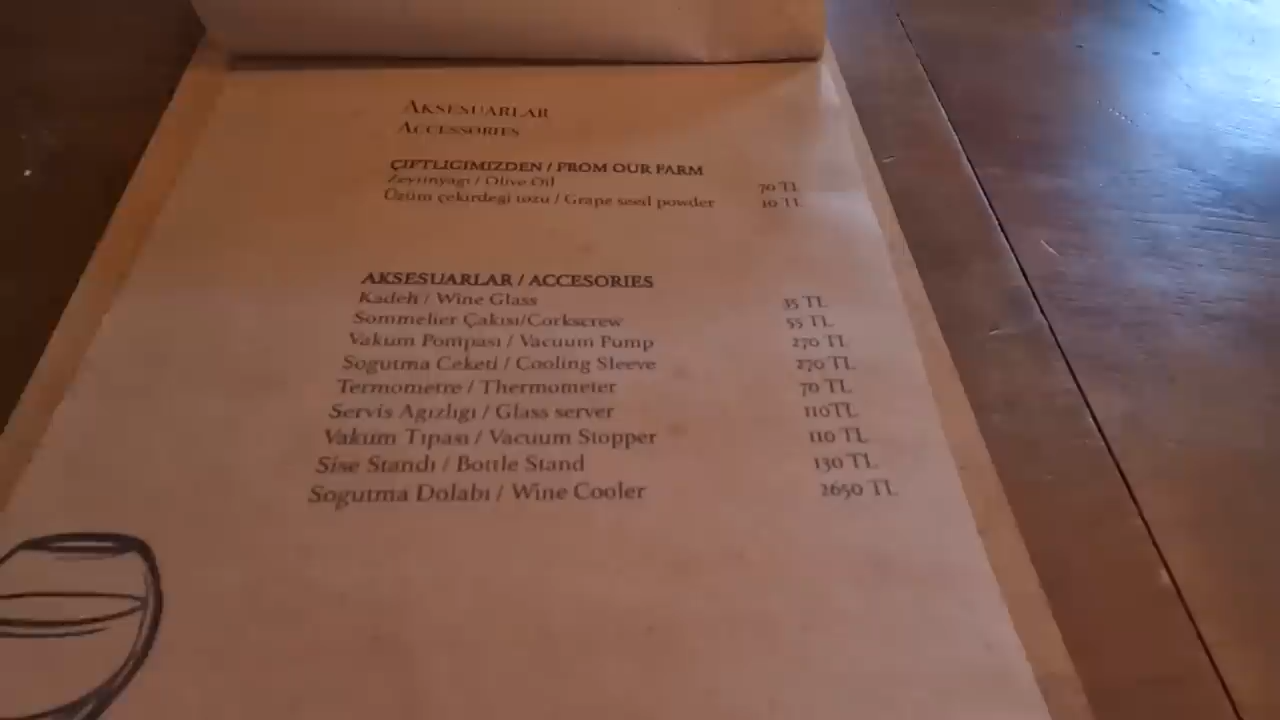 AKSESUARLAR
ACCESSORIES
ÇIFTLIGIMIZDEN / FROM OUR FARM
Zeytinyagı / Olive Oil 70 TL
Üzüm çekirdegi tozu / Grape seed powder 10 TL
AKSESUARLAR / ACCESORIES
Kadeh / Wine Glass 35 TL
Sommelier Çakısı/Corkscrew 55 TL
Vakum Pompası / Vacuum Pump 270 TL
Sogutma Ceketi / Cooling Sleeve 270 TL
Termometre / Thermometer 70 TL
Servis Agızlıgı / Glass server 110TL
Vakum Tıpası / Vacuum Stopper 110 TL
Sise Standı / Bottle Stand 130 TL
Sogutma Dolabı / Wine Cooler 2650 TL